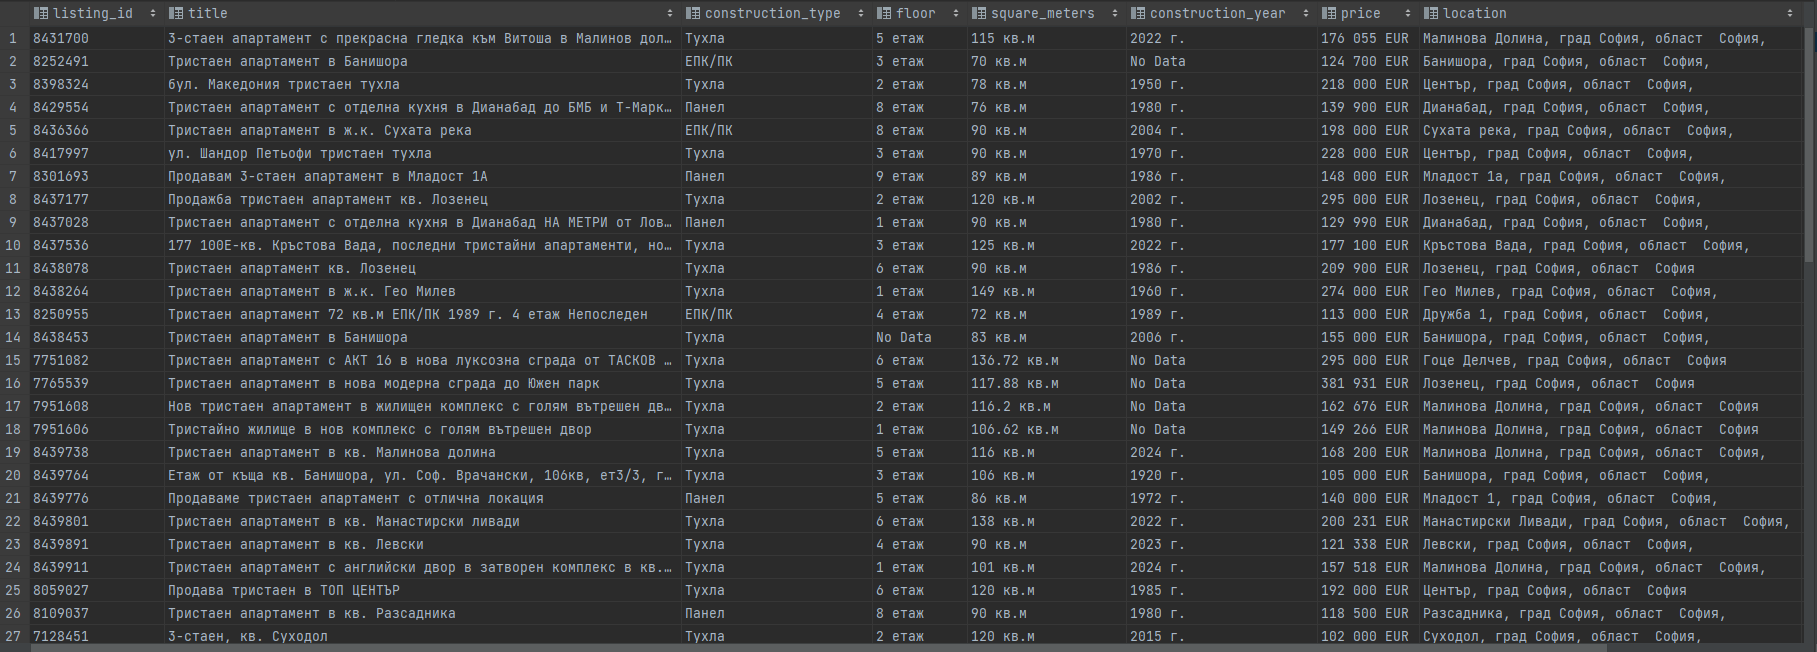 listing_id title construction_type floor square_meters construction_year price location
1 8431700 3-стаен апартамент с прекрасна гледка към Витоша в Малинов дол… Тухла 5 етаж 115 кв.м 2022 г. 176 055 EUR Малинова Долина, град София, област  София,
2 8252491 Тристаен апартамент в Банишора ЕПК/ПК 3 етаж 70 кв.м No Data 124 700 EUR Банишора, град София, област  София,
3 8398324 бул. Македония тристаен тухла Тухла 2 етаж 78 кв.м 1950 г. 218 000 EUR Център, град София, област  София,
4 8429554 Тристаен апартамент с отделна кухня в Дианабад до БМБ и Т-Марк… Панел 8 етаж 76 кв.м 1980 г. 139 900 EUR Дианабад, град София, област  София,
5 8436366 Тристаен апартамент в ж.к. Сухата река ЕПК/ПК 8 етаж 90 кв.м 2004 г. 198 000 EUR Сухата река, град София, област  София,
6 8417997 ул. Шандор Петьофи тристаен тухла Тухла 3 етаж 90 кв.м 1970 г. 228 000 EUR Център, град София, област  София,
7 8301693 Продавам 3-стаен апартамент в Младост 1А Панел 9 етаж 89 кв.м 1986 г. 148 000 EUR Младост 1а, град София, област  София,
8 8437177 Продажба тристаен апартамент кв. Лозенец Тухла 2 етаж 120 кв.м 2002 г. 295 000 EUR Лозенец, град София, област  София,
9 8437028 Тристаен апартамент с отделна кухня в Дианабад НА МЕТРИ от Лов… Панел 1 етаж 90 кв.м 1980 г. 129 990 EUR Дианабад, град София, област  София,
10 8437536 177 100Е-кв. Кръстова Вада, последни тристайни апартаменти, но… Тухла 3 етаж 125 кв.м 2022 г. 177 100 EUR Кръстова Вада, град София, област  София,
11 8438078 Тристаен апартамент кв. Лозенец Тухла 6 етаж 90 кв.м 1986 г. 209 900 EUR Лозенец, град София, област  София
12 8438264 Тристаен апартамент в ж.к. Гео Милев Тухла 1 етаж 149 кв.м 1960 г. 274 000 EUR Гео Милев, град София, област  София,
13 8250955 Тристаен апартамент 72 кв.м ЕПК/ПК 1989 г. 4 етаж Непоследен ЕПК/ПК 4 етаж 72 кв.м 1989 г. 113 000 EUR Дружба 1, град София, област  София,
14 8438453 Тристаен апартамент в Банишора Тухла No Data 83 кв.м 2006 г. 155 000 EUR Банишора, град София, област  София,
15 7751082 Тристаен апартамент с АКТ 16 в нова луксозна сграда от ТАСКОВ … Тухла 6 етаж 136.72 кв.м No Data 295 000 EUR Гоце Делчев, град София, област  София
16 7765539 Тристаен апартамент в нова модерна сграда до Южен парк Тухла 5 етаж 117.88 кв.м No Data 381 931 EUR Лозенец, град София, област  София
17 7951608 Нов тристаен апартамент в жилищен комплекс с голям вътрешен дв… Тухла 2 етаж 116.2 кв.м No Data 162 676 EUR Малинова Долина, град София, област  София
18 7951606 Тристайно жилище в нов комплекс с голям вътрешен двор Тухла 1 етаж 106.62 кв.м No Data 149 266 EUR Малинова Долина, град София, област  София
19 8439738 Тристаен апартамент в кв. Малинова долина Тухла 5 етаж 116 кв.м 2024 г. 168 200 EUR Малинова Долина, град София, област  София,
20 8439764 Етаж от къща кв. Банишора, ул. Соф. Врачански, 106кв, ет3/3, г… Тухла 3 етаж 106 кв.м 1920 г. 105 000 EUR Банишора, град София, област  София,
21 8439776 Продаваме тристаен апартамент с отлична локация Панел 5 етаж 86 кв.м 1972 г. 140 000 EUR Младост 1, град София, област  София,
22 8439801 Тристаен апартамент в кв. Манастирски ливади Тухла 6 етаж 138 кв.м 2022 г. 200 231 EUR Манастирски Ливади, град София, област  София,
23 8439891 Тристаен апартамент в кв. Левски Тухла 4 етаж 90 кв.м 2023 г. 121 338 EUR Левски, град София, област  София,
24 8439911 Тристаен апартамент с английски двор в затворен комплекс в кв.… Тухла 1 етаж 101 кв.м 2024 г. 157 518 EUR Малинова Долина, град София, област  София,
25 8059027 Продава тристаен в ТОП ЦЕНТЪР Тухла 6 етаж 120 кв.м 1985 г. 192 000 EUR Център, град София, област  София
26 8109037 Тристаен апартамент в кв. Разсадника Панел 8 етаж 90 кв.м 1980 г. 118 500 EUR Разсадника, град София, област  София,
27 7128451 3-стаен, кв. Суходол Тухла 2 етаж 120 кв.м 2015 г. 102 000 EUR Суходол, град София, област  София,